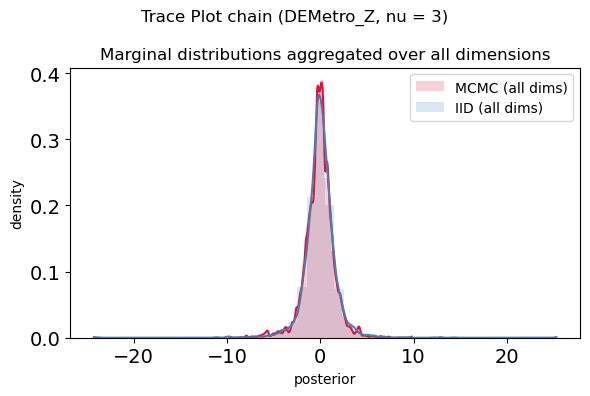 Trace Plot chain (DEMetro_Z, nu = 3)
Marginal distributions aggregated over all dimensions
MCMC (all dims)
IID (all dims)
density
0.4
0.3
0.2
0.1
0.0
−20
−10
0
10
20
posterior